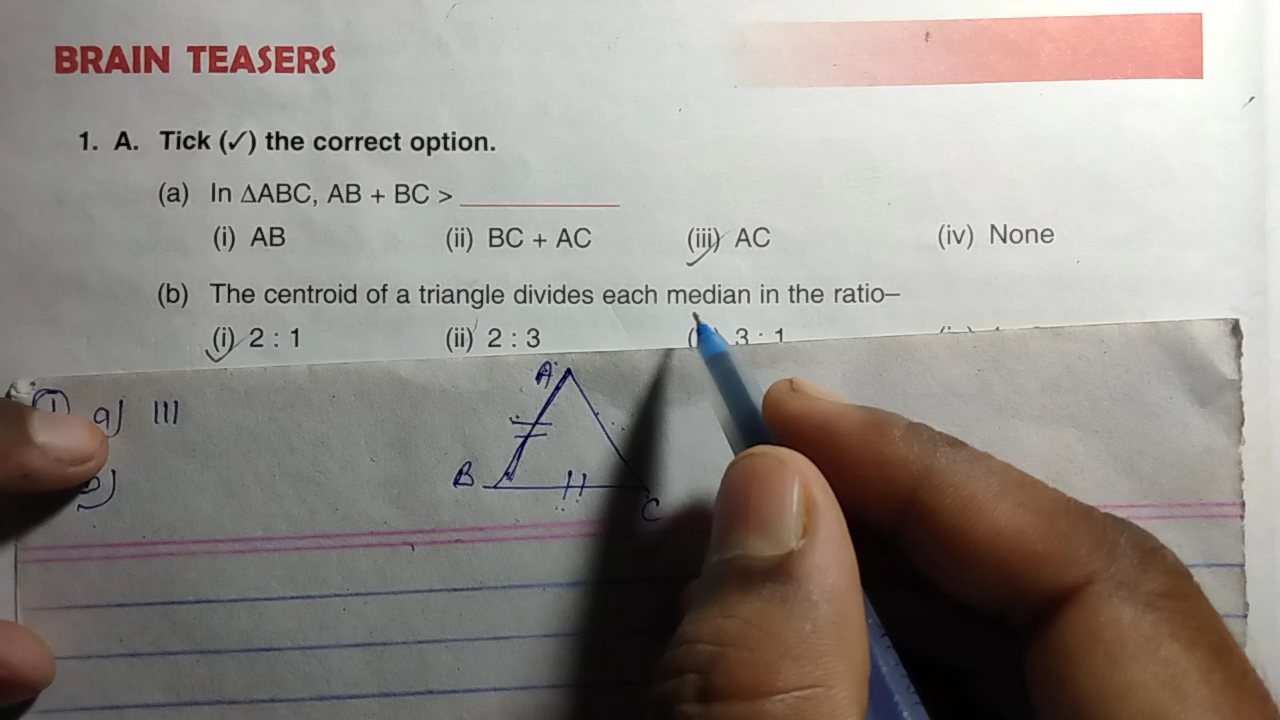 BRAIN TEASERS
1. A. Tick (✓) the correct option.
(a) In ΔABC, AB + BC > ____________
(i) AB (ii) BC + AC (iii) AC (iv) None
(b) The centroid of a triangle divides each median in the ratio–
(i) 2 : 1 (ii) 2 : 3 3 : 1
A
1 a) III
B
C
b)